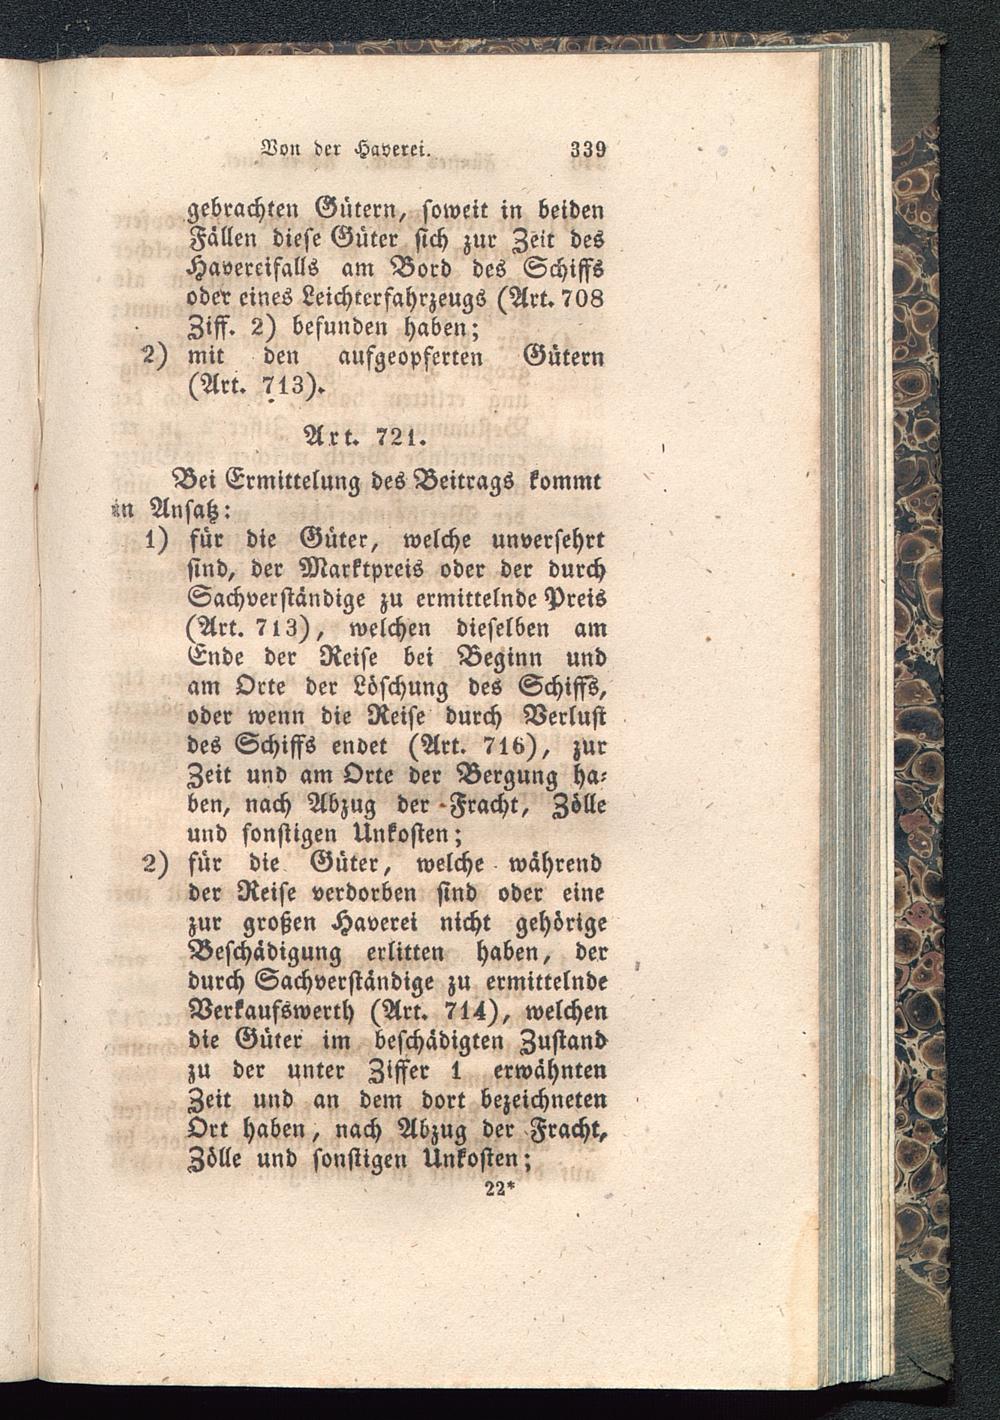 Von der Haverei. 339
gebrachten Gütern, soweit in beiden
Fällen diese Güter sich zur Zeit des
Havereifalls am Bord des Schiffs
oder eines Leichterfahrzeugs (Art. 708
Ziff. 2) befunden haben;
2) mit den aufgeopferten Gütern
(Art. 713).
Art. 721.
Bei Ermittelung des Beitrags kommt
in Ansatz:
1) für die Güter, welche unversehrt
sind, der Marktpreis oder der durch
Sachverständige zu ermittelnde Preis
(Art. 713), welchen dieselben am
Ende der Reise bei Beginn und
am Orte der Löschung des Schiffs,
oder wenn die Reise durch Verlust
des Schiffs endet (Art. 716), zur
Zeit und am Orte der Bergung ha-
ben, nach Abzug der Fracht, Zölle
und sonstigen Unkosten;
2) für die Güter, welche während
der Reise verdorben sind oder eine
zur großen Haverei nicht gehörige
Beschädigung erlitten haben, der
durch Sachverständige zu ermittelnde
Verkaufswerth (Art. 714), welchen
die Güter im beschädigten Zustand
zu der unter Ziffer 1 erwähnten
Zeit und an dem dort bezeichneten
Ort haben, nach Abzug der Fracht,
Zölle und sonstigen Unkosten;
22*